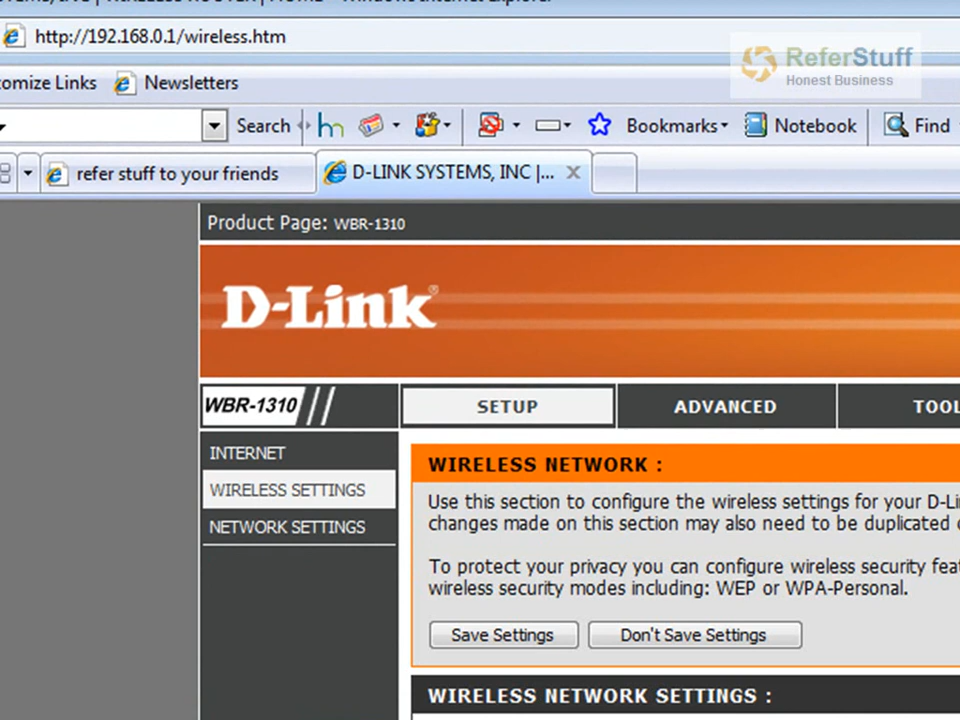 http://192.168.0.1/wireless.htm
ReferStuff
Honest Business
tomize Links Newsletters
Search Bookmarks Notebook Find
refer stuff to your friends D-LINK SYSTEMS, INC |...
Product Page: WBR-1310
D-Link®
WBR-1310 SETUP ADVANCED TOOL
INTERNET
WIRELESS SETTINGS
NETWORK SETTINGS
WIRELESS NETWORK :
Use this section to configure the wireless settings for your D-Li
changes made on this section may also need to be duplicated
To protect your privacy you can configure wireless security fea
wireless security modes including: WEP or WPA-Personal.
Save Settings Don't Save Settings
WIRELESS NETWORK SETTINGS :